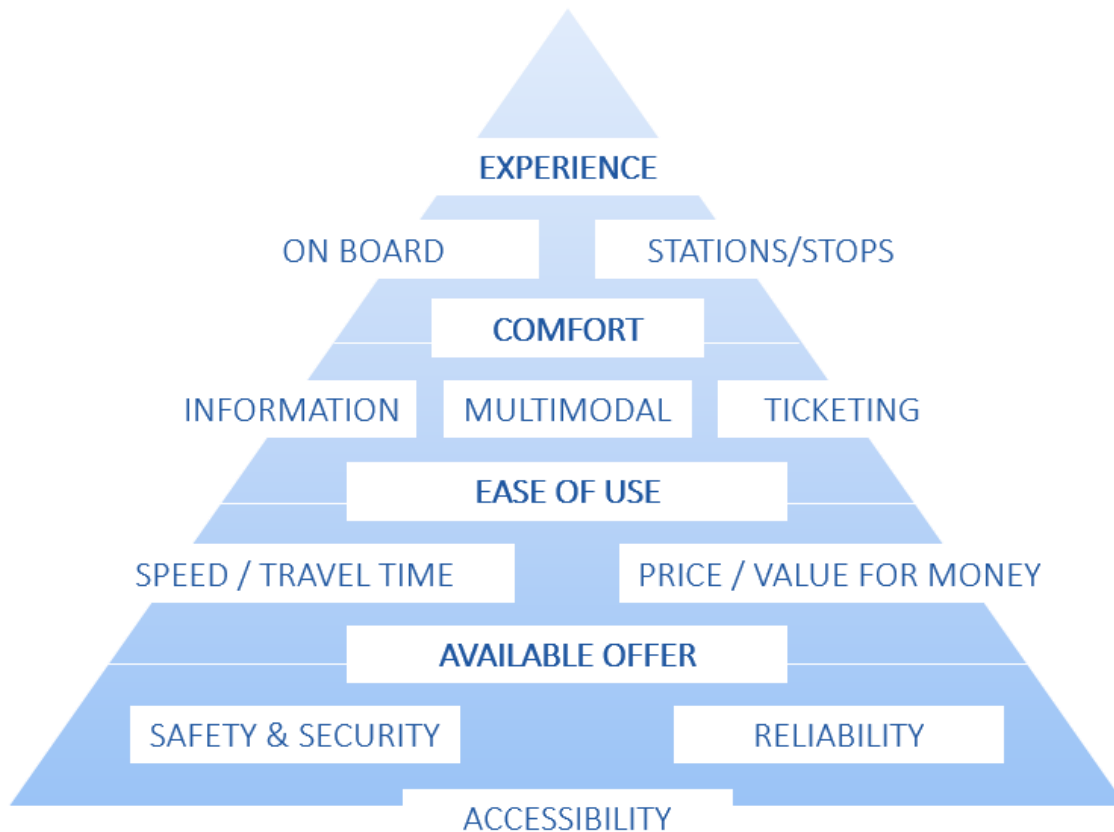 EXPERIENCE
ON BOARD STATIONS/STOPS
COMFORT
INFORMATION MULTIMODAL TICKETING
EASE OF USE
SPEED / TRAVEL TIME PRICE / VALUE FOR MONEY
AVAILABLE OFFER
SAFETY & SECURITY RELIABILITY
ACCESSIBILITY